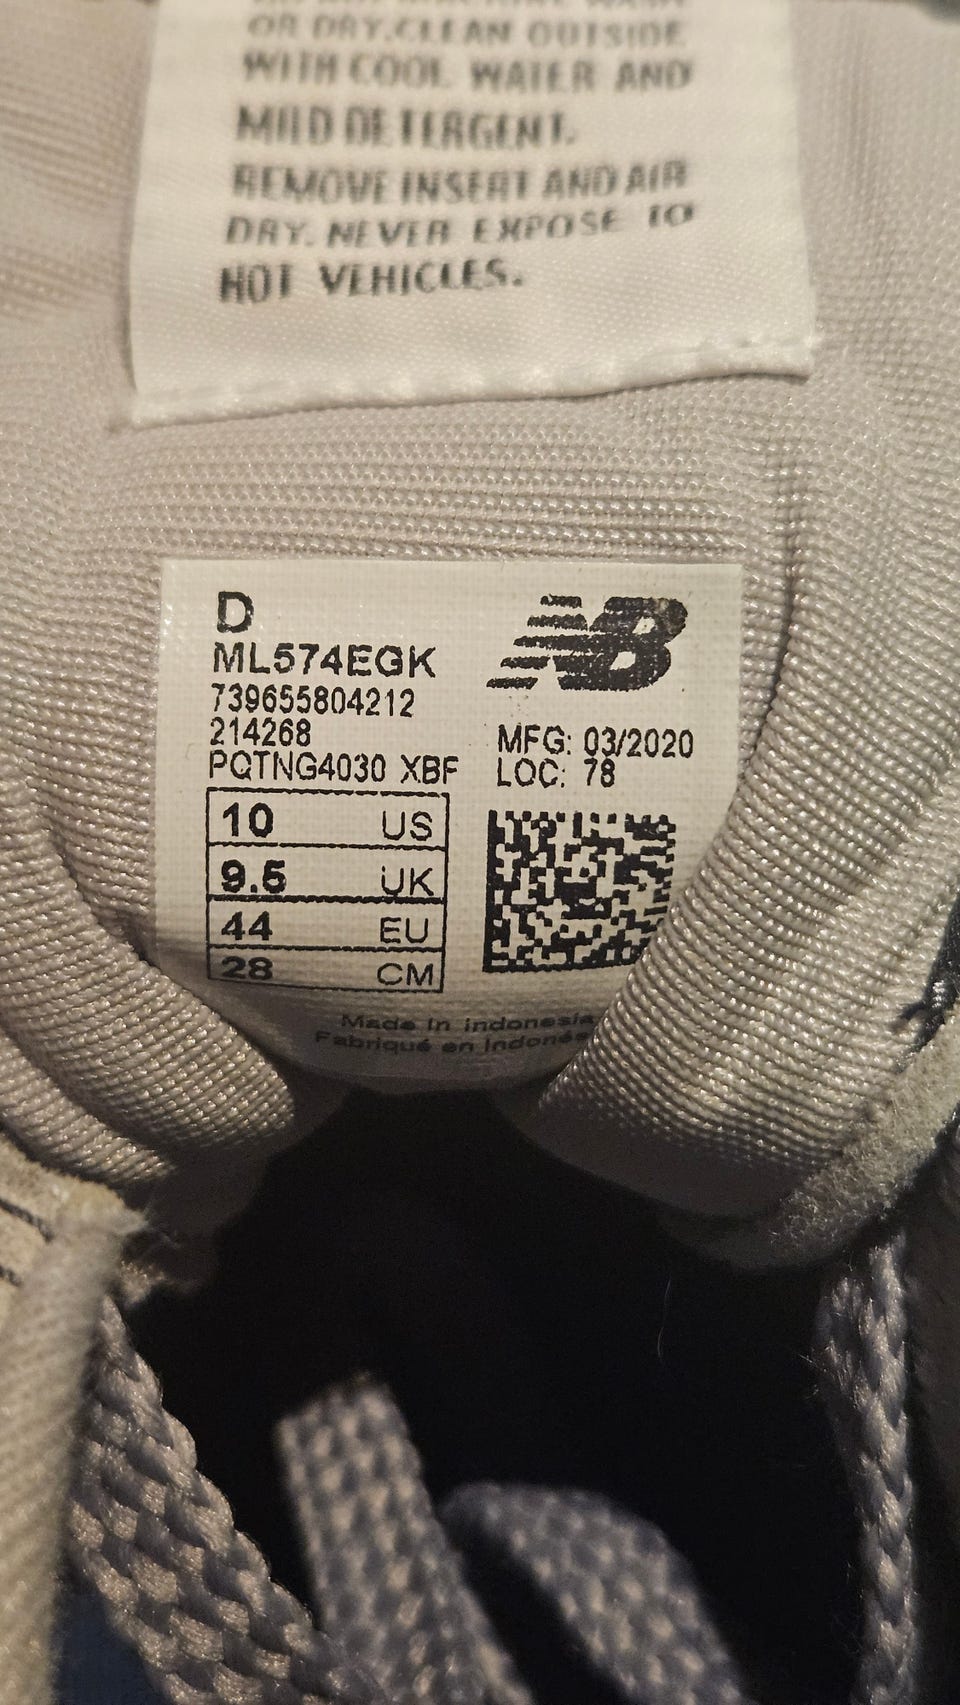 OR DRY.CLEAN OUTSIDE
WITH COOL WATER AND
MILD DETERGENT.
REMOVE INSERT AND AIR
DRY. NEVER EXPOSE TO
HOT VEHICLES.
D
ML574EGK
739655804212
214268
PQTNG4030 XBF
NB
MFG: 03/2020
LOC: 78
10 US
9.5 UK
44 EU
28 CM
Made in Indonesia
Fabriqué en